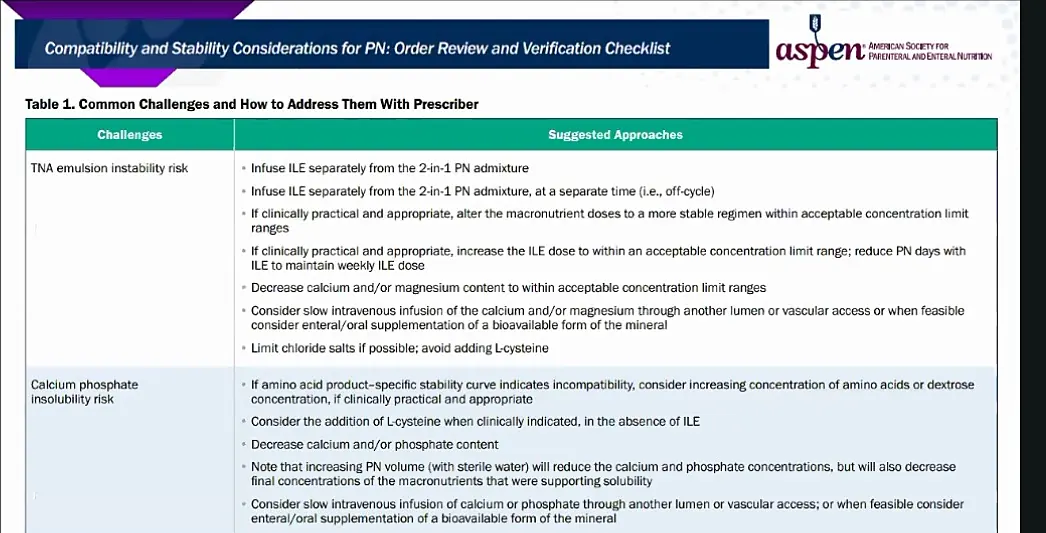 Compatibility and Stability Considerations for PN: Order Review and Verification Checklist
aspen® AMERICAN SOCIETY FOR
PARENTERAL AND ENTERAL NUTRITION
Table 1. Common Challenges and How to Address Them With Prescriber
Challenges
Suggested Approaches
TNA emulsion instability risk
• Infuse ILE separately from the 2-in-1 PN admixture
• Infuse ILE separately from the 2-in-1 PN admixture, at a separate time (i.e., off-cycle)
• If clinically practical and appropriate, alter the macronutrient doses to a more stable regimen within acceptable concentration limit
ranges
• If clinically practical and appropriate, increase the ILE dose to within an acceptable concentration limit range; reduce PN days with
ILE to maintain weekly ILE dose
• Decrease calcium and/or magnesium content to within acceptable concentration limit ranges
• Consider slow intravenous infusion of the calcium and/or magnesium through another lumen or vascular access or when feasible
consider enteral/oral supplementation of a bioavailable form of the mineral
• Limit chloride salts if possible; avoid adding L-cysteine
Calcium phosphate
insolubility risk
• If amino acid product–specific stability curve indicates incompatibility, consider increasing concentration of amino acids or dextrose
concentration, if clinically practical and appropriate
• Consider the addition of L-cysteine when clinically indicated, in the absence of ILE
• Decrease calcium and/or phosphate content
• Note that increasing PN volume (with sterile water) will reduce the calcium and phosphate concentrations, but will also decrease
final concentrations of the macronutrients that were supporting solubility
• Consider slow intravenous infusion of calcium or phosphate through another lumen or vascular access; or when feasible consider
enteral/oral supplementation of a bioavailable form of the mineral